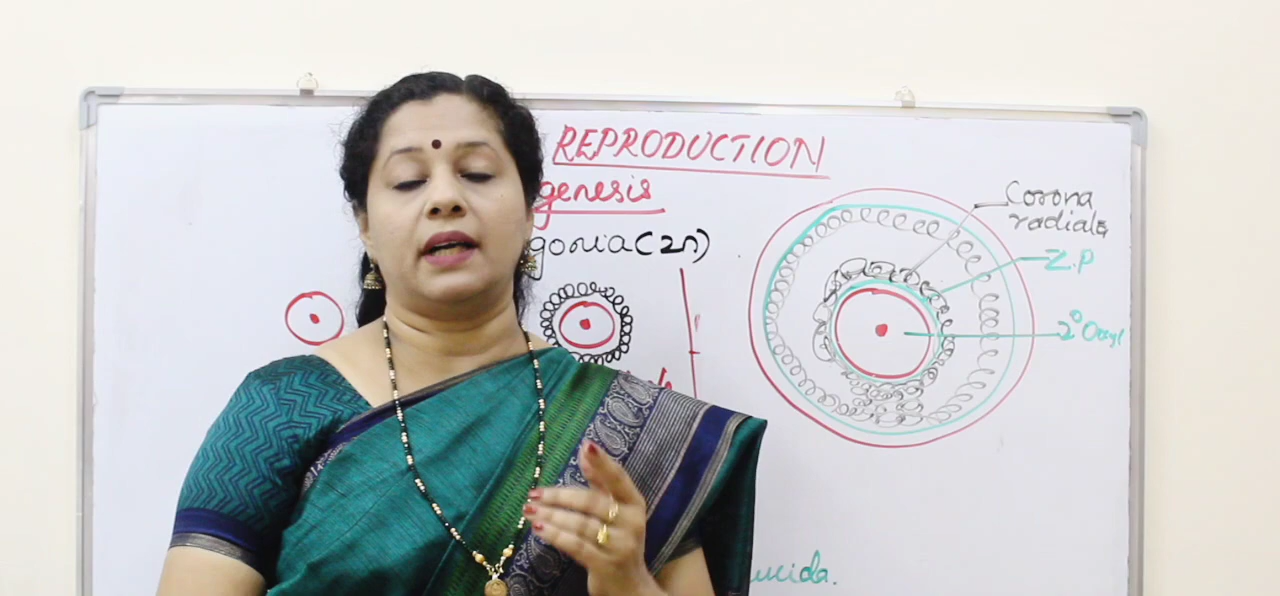 REPRODUCTION
genesis
gonia (2n)
Corona
radiata
Z.P
2° Oocyt
ucida.